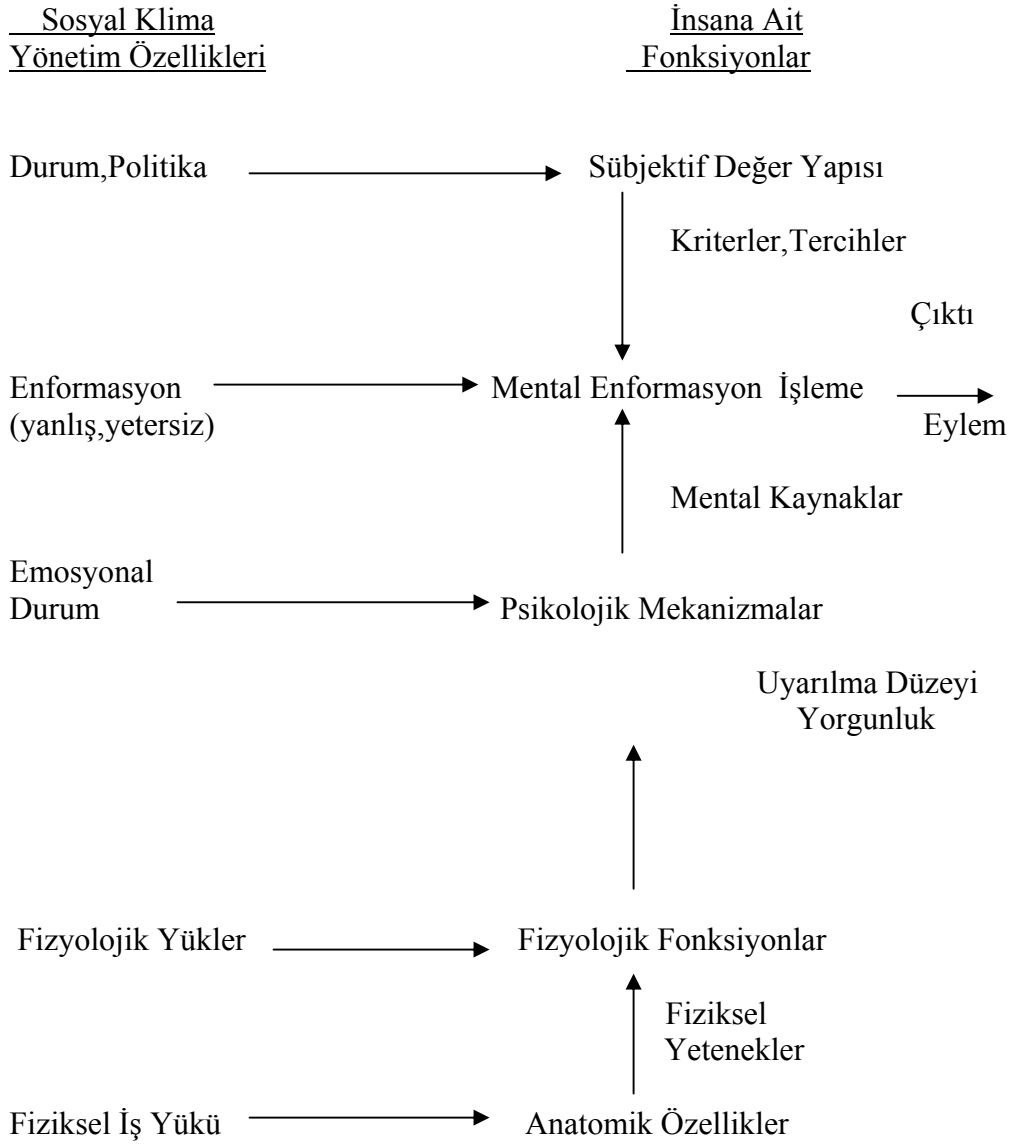 Sosyal Klima İnsana Ait
Yönetim Özellikleri Fonksiyonlar
Durum,Politika Sübjektif Değer Yapısı
Kriterler,Tercihler
Çıktı
Enformasyon Mental Enformasyon İşleme
(yanlış,yetersiz) Eylem
Mental Kaynaklar
Emosyonal
Durum Psikolojik Mekanizmalar
Uyarılma Düzeyi
Yorgunluk
Fizyolojik Yükler Fizyolojik Fonksiyonlar
Fiziksel
Yetenekler
Fiziksel İş Yükü Anatomik Özellikler